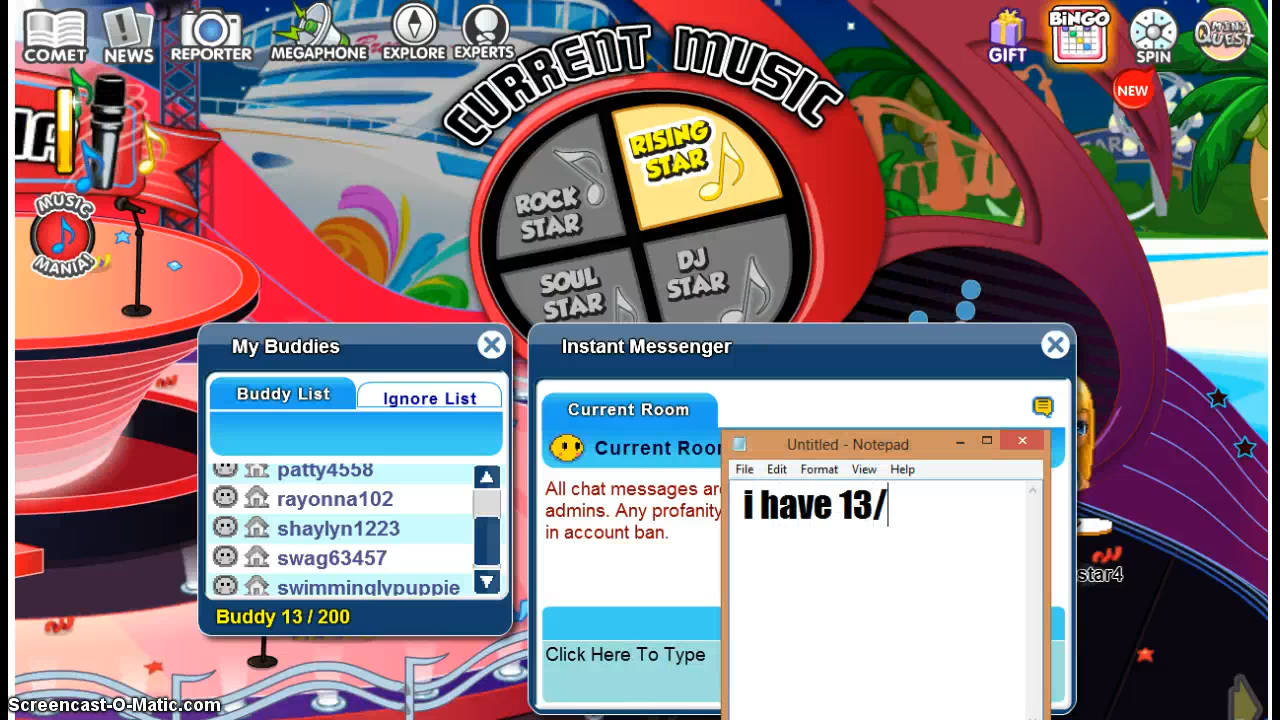 COMET
NEWS
REPORTER
MEGAPHONE
EXPLORE
EXPERTS
GIFT
BINGO
SPIN
MINI
QUEST
NEW
CURRENT MUSIC
ROCK
STAR
RISING
STAR
SOUL
STAR
DJ
STAR
MUSIC
MANIA!
My Buddies
Buddy List
Ignore List
patty4558
rayonna102
shaylyn1223
swag63457
swimminglypuppie
Buddy 13 / 200
Instant Messenger
Current Room
Current Roo
All chat messages are
admins. Any profanity
in account ban.
Click Here To Type
Untitled - Notepad
File Edit Format View Help
i have 13/
star4
Screencast-O-Matic.com